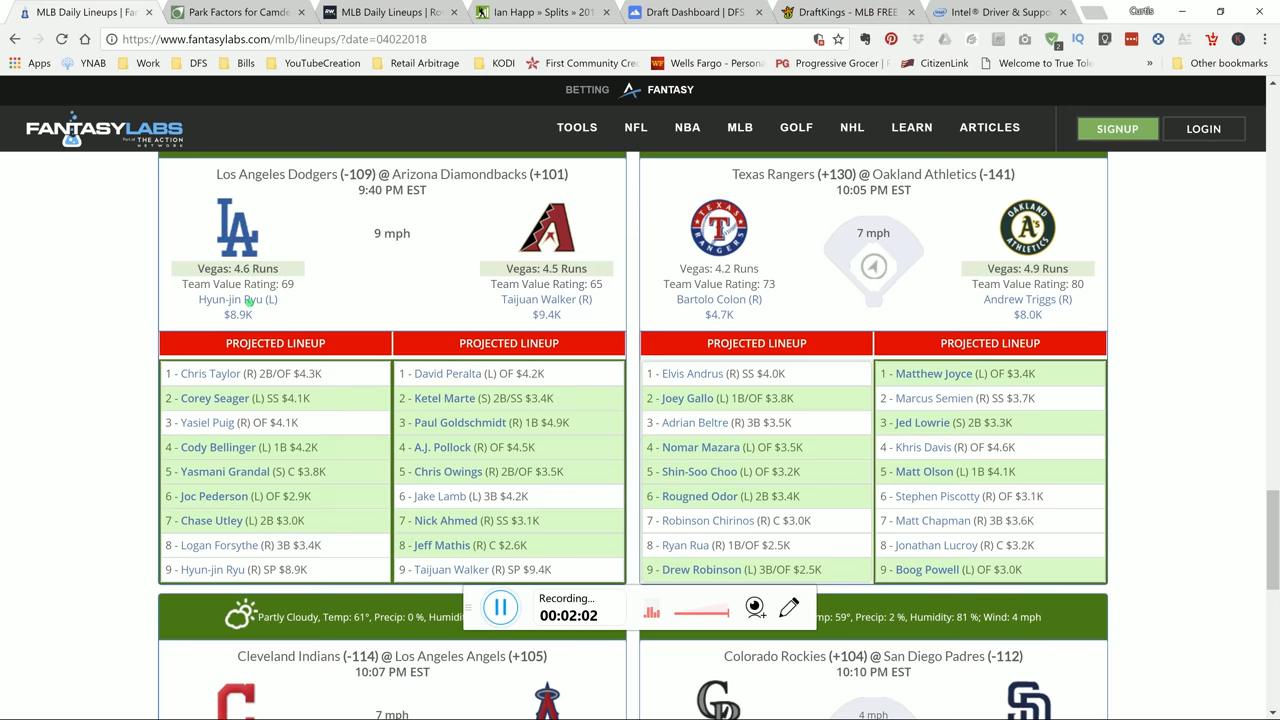 MLB Daily Lineups | Fan
Park Factors for Camde
MLB Daily Lineups | Ro
Ian Happ » Splits » 201
Draft Dashboard | DFS
DraftKings - MLB FREE
Intel® Driver & Suppo
Curtis
https://www.fantasylabs.com/mlb/lineups/?date=04022018
Apps YNAB Work DFS Bills YouTubeCreation Retail Arbitrage KODI First Community Cre Wells Fargo - Persona Progressive Grocer | CitizenLink Welcome to True Tole » Other bookmarks
BETTING FANTASY
FANTASYLABS
Part of THE ACTION NETWORK
TOOLS NFL NBA MLB GOLF NHL LEARN ARTICLES SIGNUP LOGIN
Los Angeles Dodgers (-109) @ Arizona Diamondbacks (+101)
9:40 PM EST
LA
9 mph
A
Vegas: 4.6 Runs
Team Value Rating: 69
Hyun-jin Ryu (L)
$8.9K
Vegas: 4.5 Runs
Team Value Rating: 65
Taijuan Walker (R)
$9.4K
PROJECTED LINEUP
1 - Chris Taylor (R) 2B/OF $4.3K
2 - Corey Seager (L) SS $4.1K
3 - Yasiel Puig (R) OF $4.1K
4 - Cody Bellinger (L) 1B $4.2K
5 - Yasmani Grandal (S) C $3.8K
6 - Joc Pederson (L) OF $2.9K
7 - Chase Utley (L) 2B $3.0K
8 - Logan Forsythe (R) 3B $3.4K
9 - Hyun-jin Ryu (R) SP $8.9K
PROJECTED LINEUP
1 - David Peralta (L) OF $4.2K
2 - Ketel Marte (S) 2B/SS $3.4K
3 - Paul Goldschmidt (R) 1B $4.9K
4 - A.J. Pollock (R) OF $4.5K
5 - Chris Owings (R) 2B/OF $3.5K
6 - Jake Lamb (L) 3B $4.2K
7 - Nick Ahmed (R) SS $3.1K
8 - Jeff Mathis (R) C $2.6K
9 - Taijuan Walker (R) SP $9.4K
Texas Rangers (+130) @ Oakland Athletics (-141)
10:05 PM EST
TEXAS
T
RANGERS
7 mph
OAKLAND
A's
ATHLETICS
Vegas: 4.2 Runs
Team Value Rating: 73
Bartolo Colon (R)
$4.7K
Vegas: 4.9 Runs
Team Value Rating: 80
Andrew Triggs (R)
$8.0K
PROJECTED LINEUP
1 - Elvis Andrus (R) SS $4.0K
2 - Joey Gallo (L) 1B/OF $3.8K
3 - Adrian Beltre (R) 3B $3.5K
4 - Nomar Mazara (L) OF $3.5K
5 - Shin-Soo Choo (L) OF $3.2K
6 - Rougned Odor (L) 2B $3.4K
7 - Robinson Chirinos (R) C $3.0K
8 - Ryan Rua (R) 1B/OF $2.5K
9 - Drew Robinson (L) 3B/OF $2.5K
PROJECTED LINEUP
1 - Matthew Joyce (L) OF $3.4K
2 - Marcus Semien (R) SS $3.7K
3 - Jed Lowrie (S) 2B $3.3K
4 - Khris Davis (R) OF $4.6K
5 - Matt Olson (L) 1B $4.1K
6 - Stephen Piscotty (R) OF $3.1K
7 - Matt Chapman (R) 3B $3.6K
8 - Jonathan Lucroy (R) C $3.2K
9 - Boog Powell (L) OF $3.0K
Recording...
00:02:02
Partly Cloudy, Temp: 61°, Precip: 0 %, Humidi
mp: 59°, Precip: 2 %, Humidity: 81 %; Wind: 4 mph
Cleveland Indians (-114) @ Los Angeles Angels (+105)
10:07 PM EST
7 mph
Colorado Rockies (+104) @ San Diego Padres (-112)
10:10 PM EST
4 mph